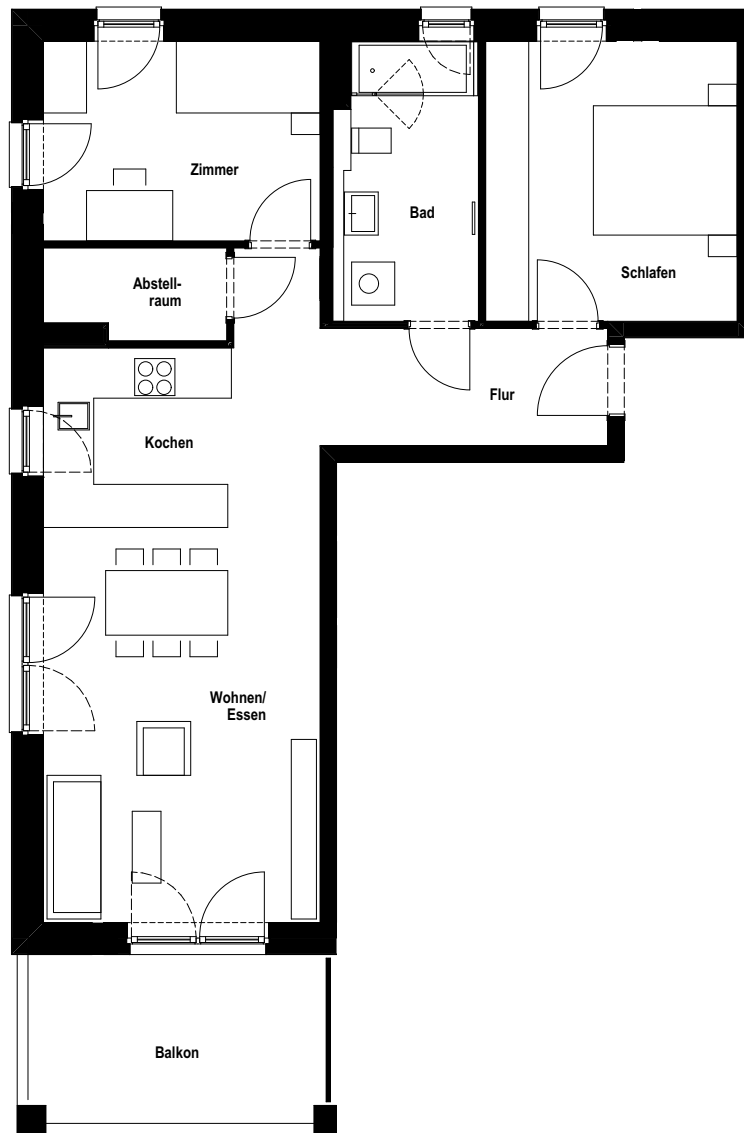 Zimmer
Bad
Schlafen
Abstell-
raum
Flur
Kochen
Wohnen/
Essen
Balkon